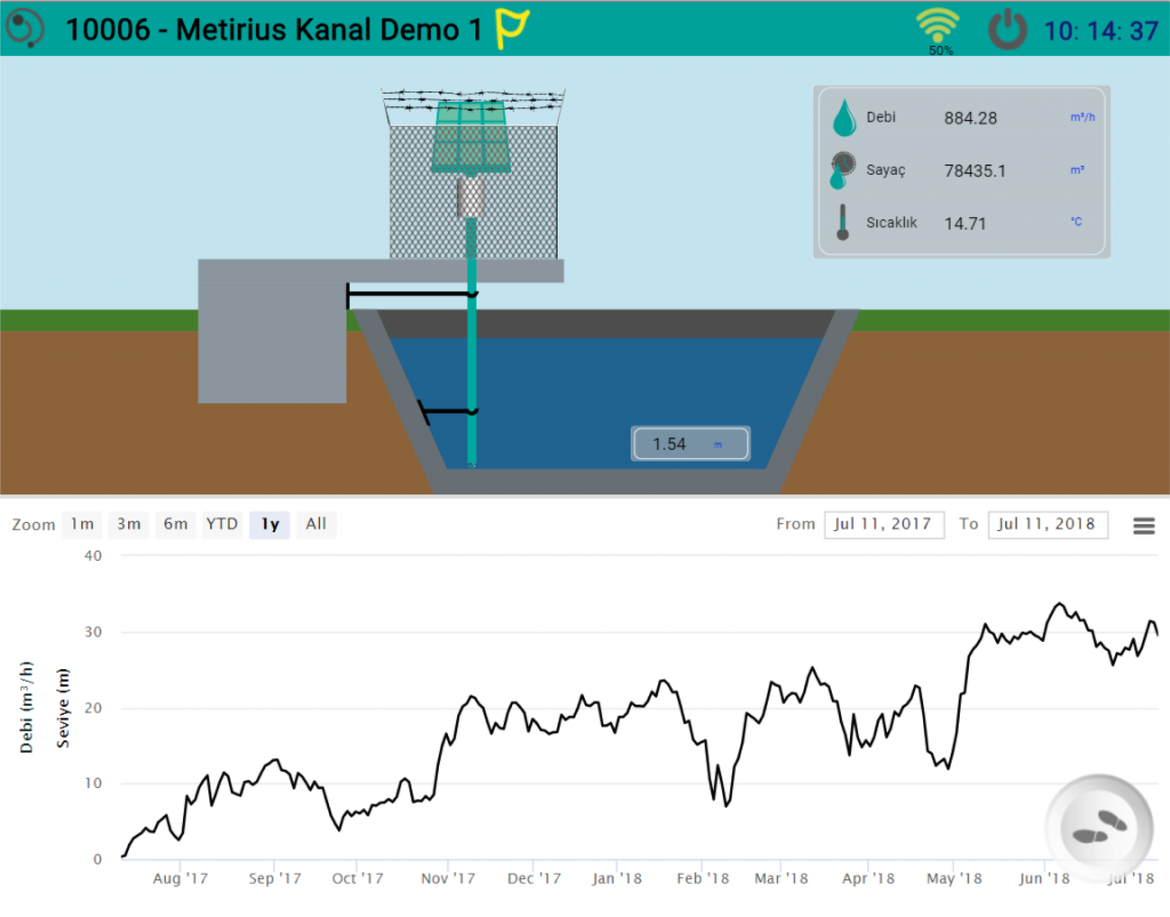 10006 - Metirius Kanal Demo 1
50%
10: 14: 37
Debi 884.28 m³/h
Sayaç 78435.1 m³
Sıcaklık 14.71 °C
1.54 m
Zoom 1m 3m 6m YTD 1y All From Jul 11, 2017 To Jul 11, 2018
Debi (m³/h)
Seviye (m)
40
30
20
10
0
Aug '17 Sep '17 Oct '17 Nov '17 Dec '17 Jan '18 Feb '18 Mar '18 Apr '18 May '18 Jun '18 Jul '18